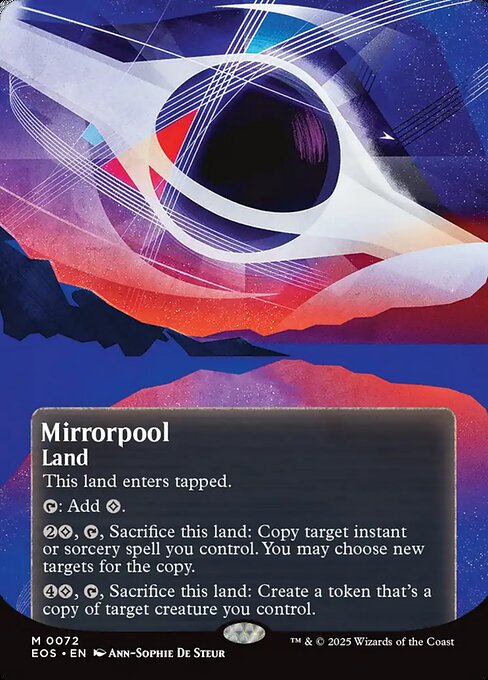 Mirrorpool
Land
This land enters tapped.
: Add .
2, , Sacrifice this land: Copy target instant
or sorcery spell you control. You may choose new
targets for the copy.
4, , Sacrifice this land: Create a token that's a
copy of target creature you control.
M 0072
EOS • EN Ann-Sophie De Steur
™ & © 2025 Wizards of the Coast